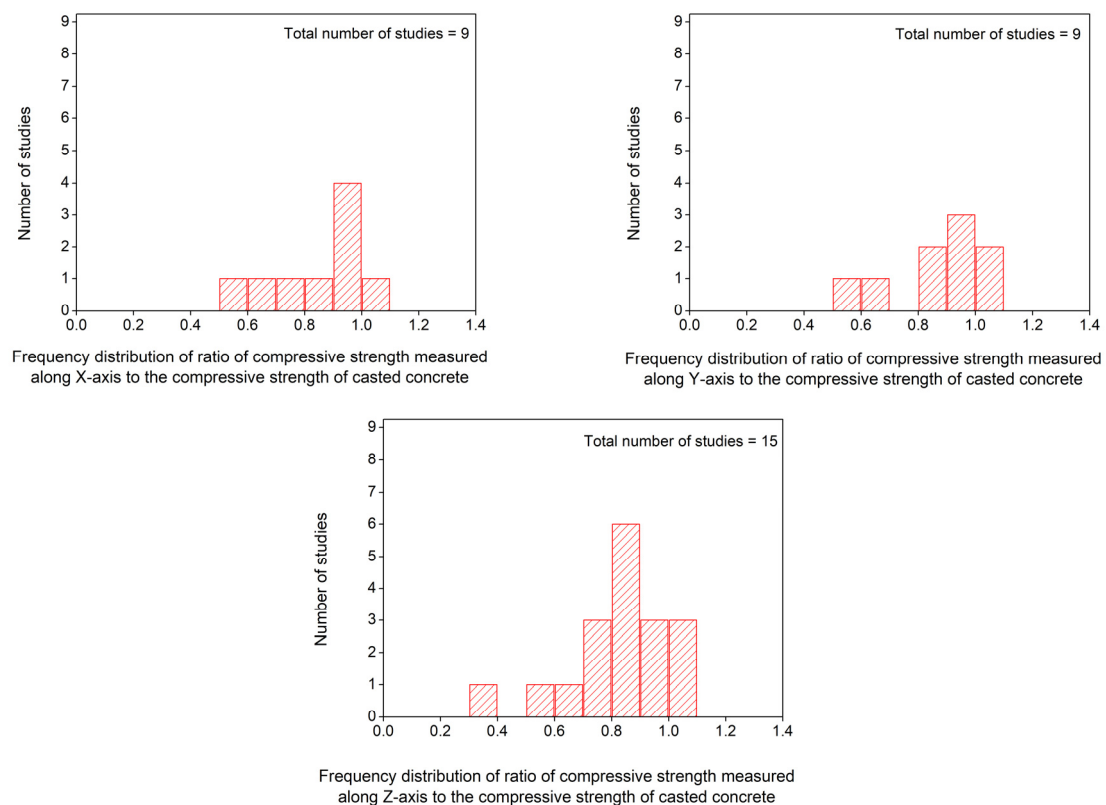 Total number of studies = 9
Number of studies
9
8
7
6
5
4
3
2
1
0
0.0 0.2 0.4 0.6 0.8 1.0 1.2 1.4
Frequency distribution of ratio of compressive strength measured
along X-axis to the compressive strength of casted concrete
Total number of studies = 9
Number of studies
9
8
7
6
5
4
3
2
1
0
0.0 0.2 0.4 0.6 0.8 1.0 1.2 1.4
Frequency distribution of ratio of compressive strength measured
along Y-axis to the compressive strength of casted concrete
Total number of studies = 15
Number of studies
9
8
7
6
5
4
3
2
1
0
0.0 0.2 0.4 0.6 0.8 1.0 1.2 1.4
Frequency distribution of ratio of compressive strength measured
along Z-axis to the compressive strength of casted concrete